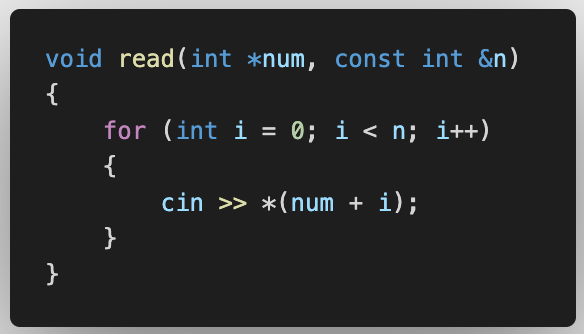 void read(int *num, const int &n)
{
    for (int i = 0; i < n; i++)
    {
        cin >> *(num + i);
    }
}